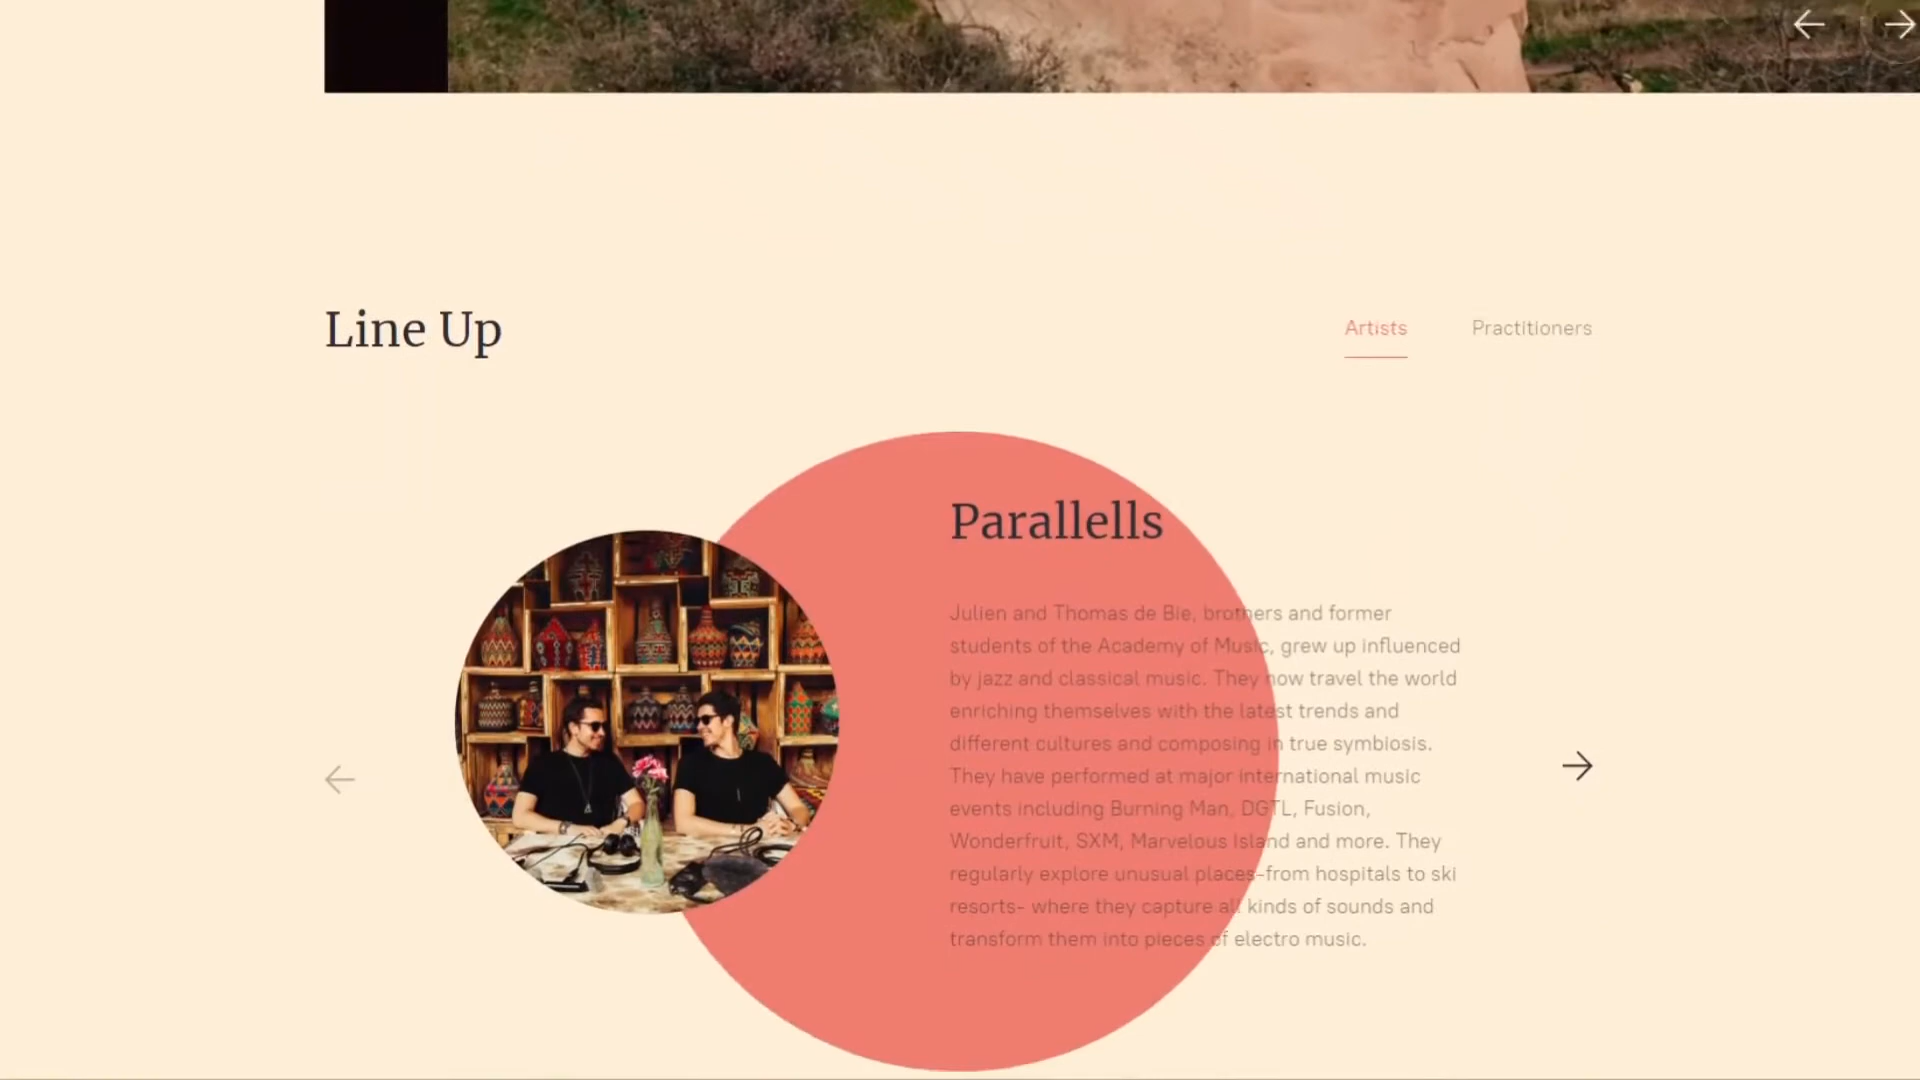 Line Up
Artists
Practitioners
Parallells
Julien and Thomas de Bie, brothers and former
students of the Academy of Music, grew up influenced
by jazz and classical music. They now travel the world
enriching themselves with the latest trends and
different cultures and composing in true symbiosis.
They have performed at major international music
events including Burning Man, DGTL, Fusion,
Wonderfruit, SXM, Marvelous Island and more. They
regularly explore unusual places-from hospitals to ski
resorts- where they capture all kinds of sounds and
transform them into pieces of electro music.